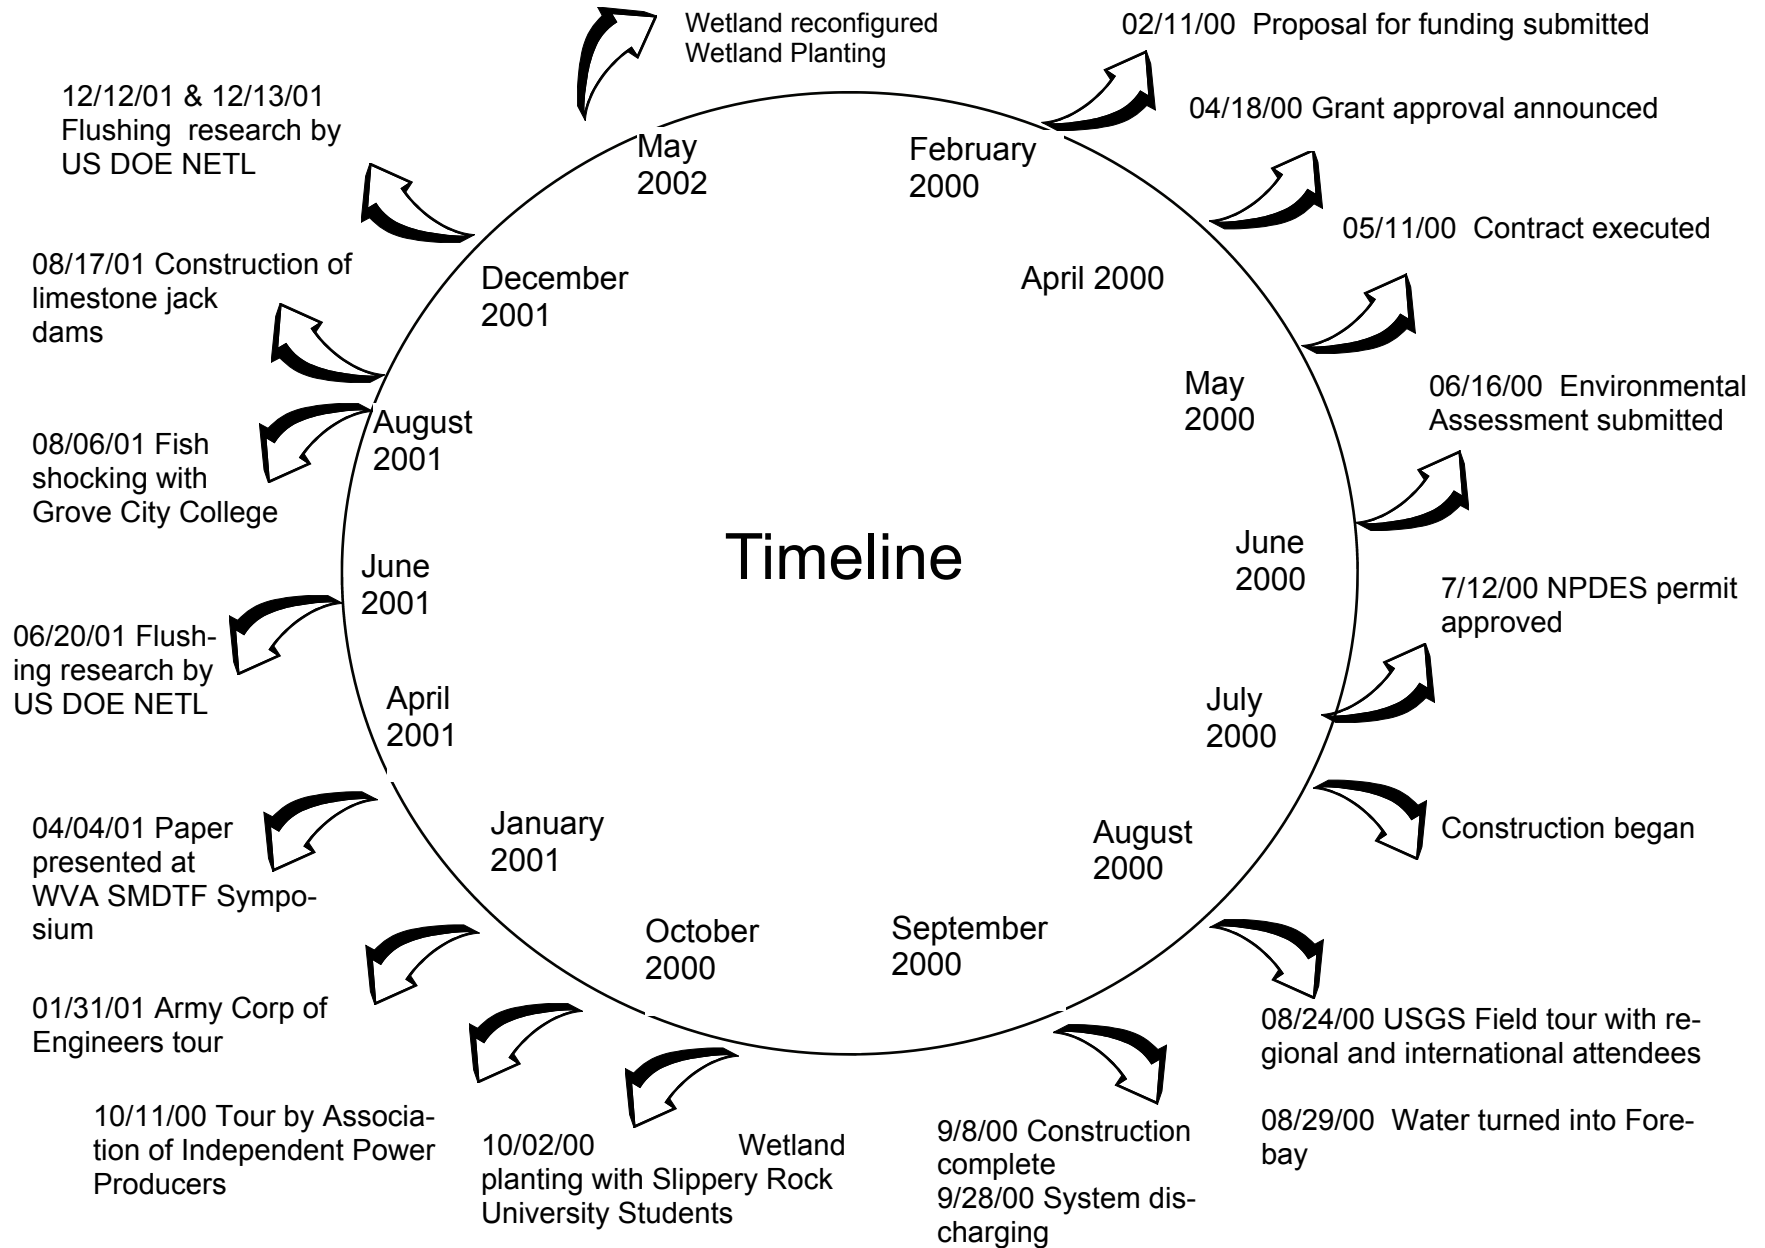 Timeline
February
2000
02/11/00  Proposal for funding submitted
April 2000
04/18/00 Grant approval announced
May
2000
05/11/00  Contract executed
June
2000
06/16/00  Environmental
Assessment submitted
July
2000
7/12/00 NPDES permit
approved
Construction began
August
2000
08/24/00 USGS Field tour with re-
gional and international attendees
08/29/00  Water turned into Fore-
bay
September
2000
9/8/00 Construction
complete
9/28/00 System dis-
charging
October
2000
10/02/00 Wetland
planting with Slippery Rock
University Students
10/11/00 Tour by Associa-
tion of Independent Power
Producers
January
2001
01/31/01 Army Corp of
Engineers tour
April
2001
04/04/01 Paper
presented at
WVA SMDTF Sympo-
sium
June
2001
06/20/01 Flush-
ing research by
US DOE NETL
August
2001
08/06/01 Fish
shocking with
Grove City College
08/17/01 Construction of
limestone jack
dams
December
2001
12/12/01 & 12/13/01
Flushing  research by
US DOE NETL
May
2002
Wetland reconfigured
Wetland Planting